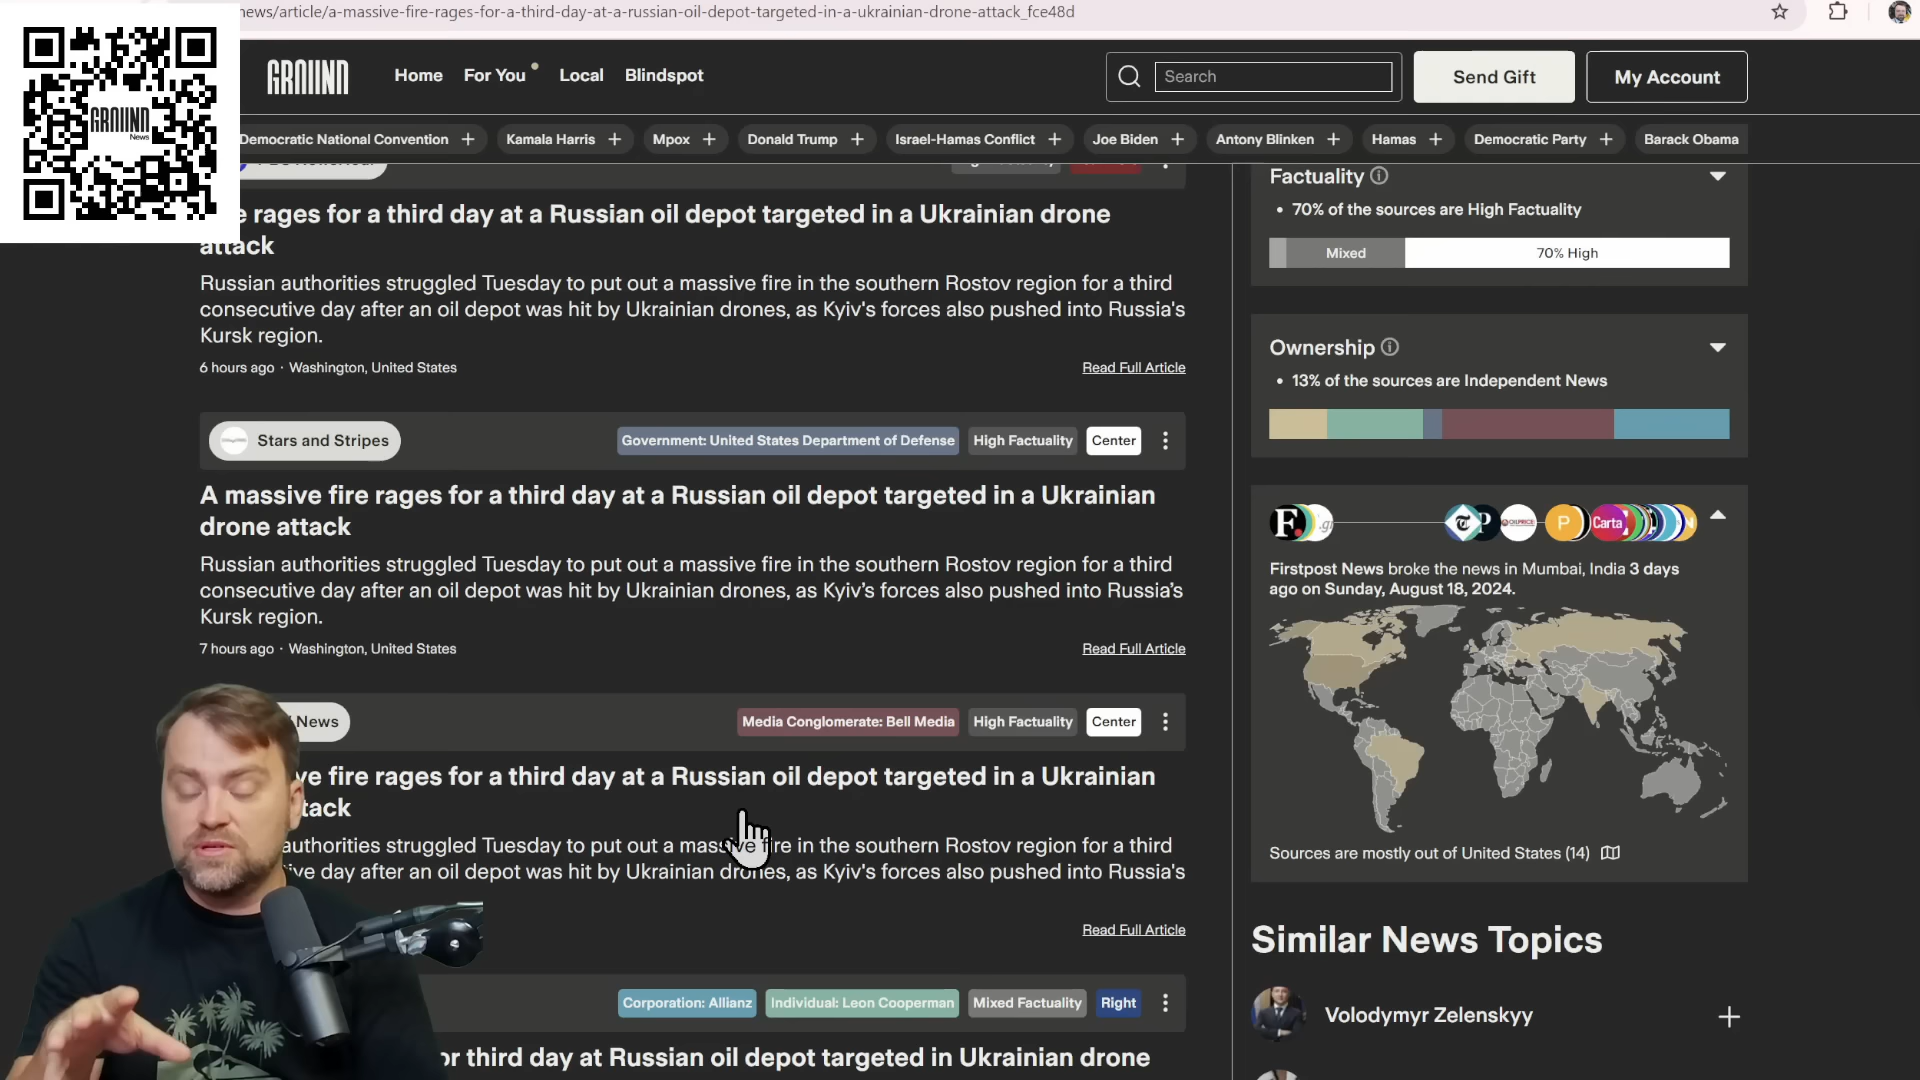 news/article/a-massive-fire-rages-for-a-third-day-at-a-russian-oil-depot-targeted-in-a-ukrainian-drone-attack_fce48d
GROUND
News
GROUND
Home
For You
Local
Blindspot
Search
Send Gift
My Account
Democratic National Convention +
Kamala Harris +
Mpox +
Donald Trump +
Israel-Hamas Conflict +
Joe Biden +
Antony Blinken +
Hamas +
Democratic Party +
Barack Obama
e rages for a third day at a Russian oil depot targeted in a Ukrainian drone
attack
Russian authorities struggled Tuesday to put out a massive fire in the southern Rostov region for a third
consecutive day after an oil depot was hit by Ukrainian drones, as Kyiv's forces also pushed into Russia's
Kursk region.
6 hours ago · Washington, United States
Read Full Article
Stars and Stripes
Government: United States Department of Defense
High Factuality
Center
A massive fire rages for a third day at a Russian oil depot targeted in a Ukrainian
drone attack
Russian authorities struggled Tuesday to put out a massive fire in the southern Rostov region for a third
consecutive day after an oil depot was hit by Ukrainian drones, as Kyiv’s forces also pushed into Russia’s
Kursk region.
7 hours ago · Washington, United States
Read Full Article
News
Media Conglomerate: Bell Media
High Factuality
Center
ve fire rages for a third day at a Russian oil depot targeted in a Ukrainian
tack
authorities struggled Tuesday to put out a massive fire in the southern Rostov region for a third
ive day after an oil depot was hit by Ukrainian drones, as Kyiv's forces also pushed into Russia's
Read Full Article
Corporation: Allianz
Individual: Leon Cooperman
Mixed Factuality
Right
or third day at Russian oil depot targeted in Ukrainian drone
Factuality
• 70% of the sources are High Factuality
Mixed
70% High
Ownership
• 13% of the sources are Independent News
F.
.gr
P
OILPRICE
P
Carta
N
Firstpost News broke the news in Mumbai, India 3 days
ago on Sunday, August 18, 2024.
Sources are mostly out of United States (14)
Similar News Topics
Volodymyr Zelenskyy +